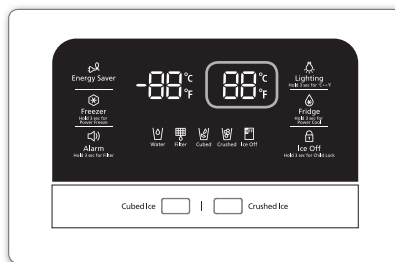 Energy Saver
-88 °C °F
88 °C °F
Lighting
Hold 3 sec for °C↔°F
Freezer
Hold 3 sec for
Power Freeze
Fridge
Hold 3 sec for
Power Cool
Alarm
Hold 3 sec for Filter
Water Filter Cubed Crushed Ice Off
Ice Off
Hold 3 sec for Child Lock
Cubed Ice | Crushed Ice